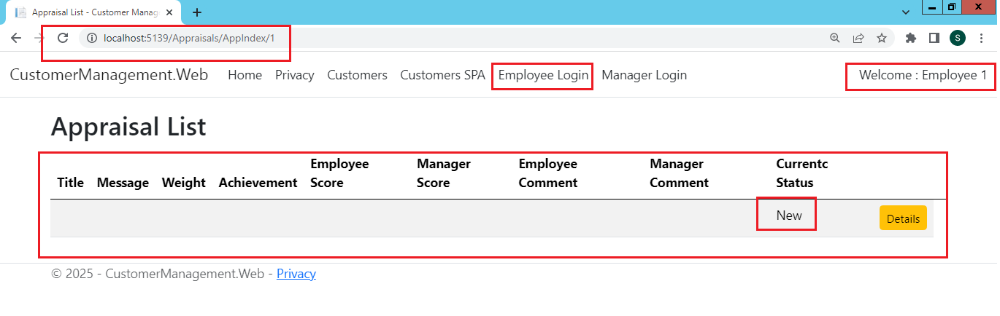 Appraisal List - Customer Manag
localhost:5139/Appraisals/AppIndex/1
S
CustomerManagement.Web Home Privacy Customers Customers SPA Employee Login Manager Login Welcome : Employee 1
Appraisal List
Title Message Weight Achievement Employee Score Manager Score Employee Comment Manager Comment Currentc Status
New Details
© 2025 - CustomerManagement.Web - Privacy